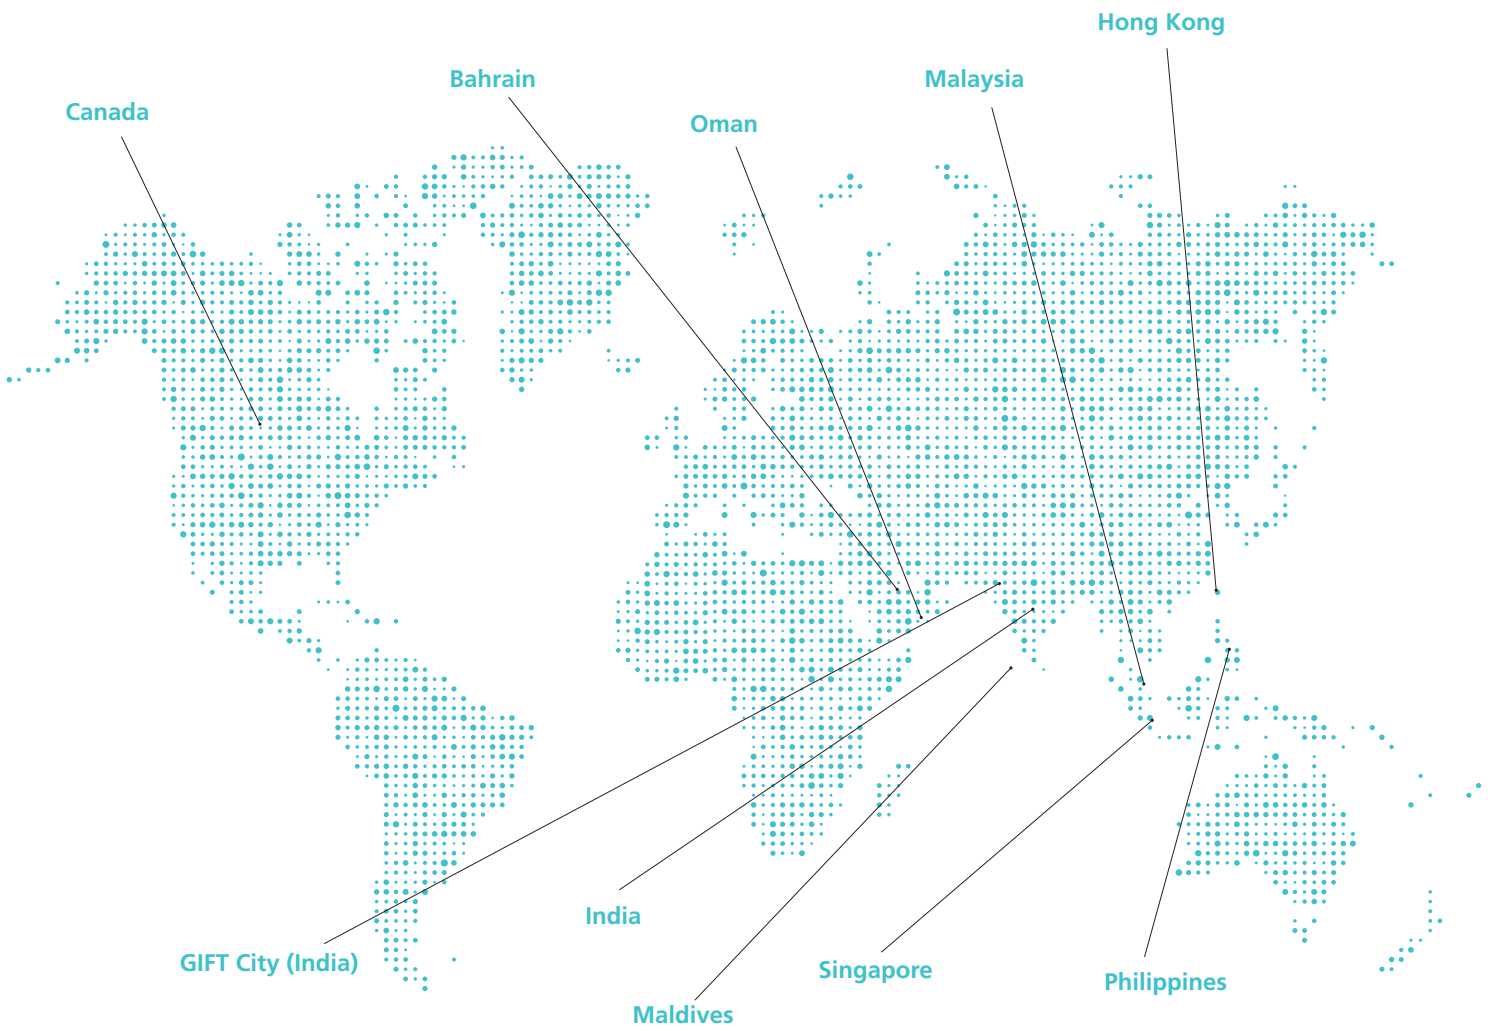 Hong Kong
Bahrain
Malaysia
Canada
Oman
India
GIFT City (India)
Singapore
Philippines
Maldives